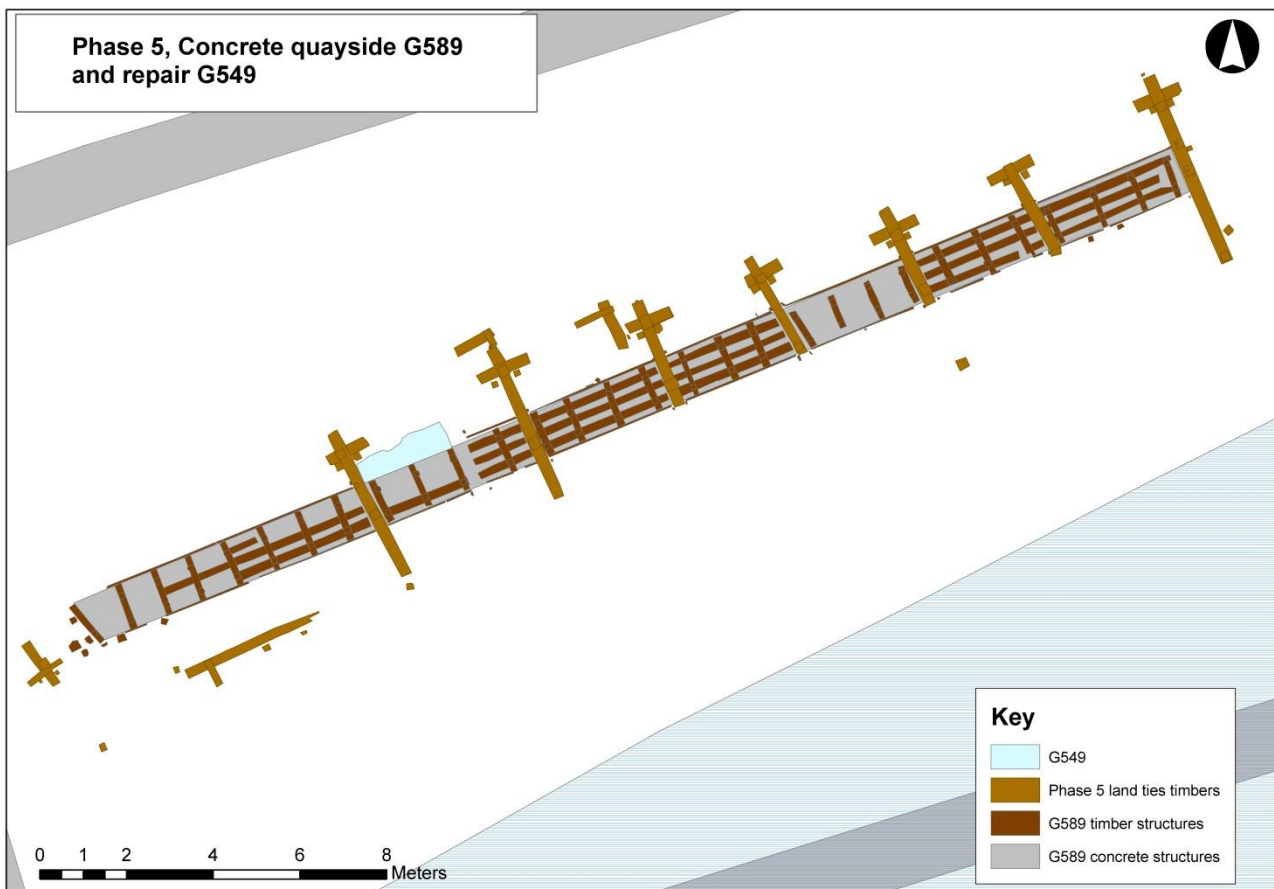 Phase 5, Concrete quayside G589
and repair G549
Key
G549
Phase 5 land ties timbers
G589 timber structures
G589 concrete structures
0 1 2 4 6 8
Meters